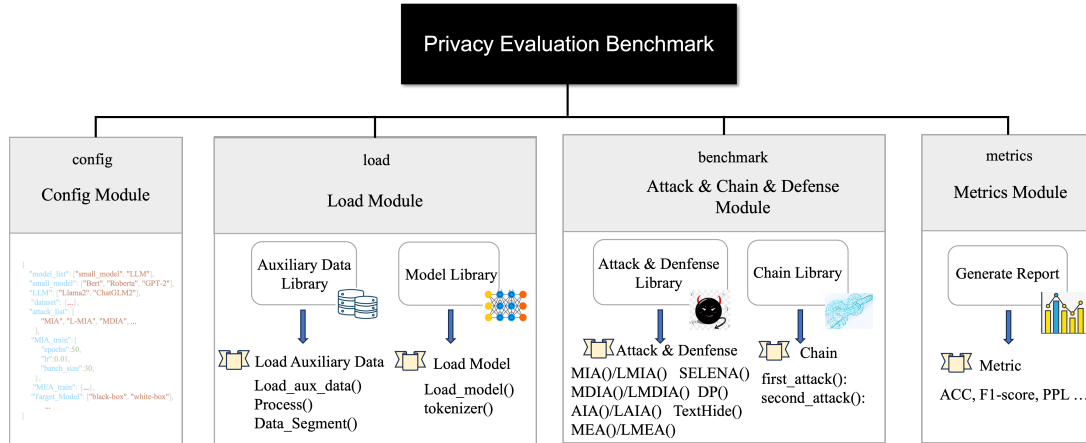 Privacy Evaluation Benchmark
config
Config Module
{
"model_list": ["small_model", "LLM"],
"small_model": ["Bert", "Roberta", "GPT-2"],
"LLM": ["Llama2", "ChatGLM2"],
"dataset": {...},
"attack_list": [
"MIA", "L-MIA", "MDIA", ...
],
"MIA_train": {
"epochs":50,
"lr":0.01,
"banch_size":30,
},
"MEA_train": {...},
"Target_Model": ["black-box", "white-box"],
...
}
load
Load Module
Auxiliary Data
Library
Model Library
Load Auxiliary Data
Load_aux_data()
Process()
Data_Segment()
Load Model
Load_model()
tokenizer()
benchmark
Attack & Chain & Defense
Module
Attack & Denfense
Library
Chain Library
Attack & Denfense
MIA()/LMIA() SELENA()
MDIA()/LMDIA() DP()
AIA()/LAIA() TextHide()
MEA()/LMEA()
Chain
first_attack():
second_attack():
metrics
Metrics Module
Generate Report
Metric
ACC, F1-score, PPL ...